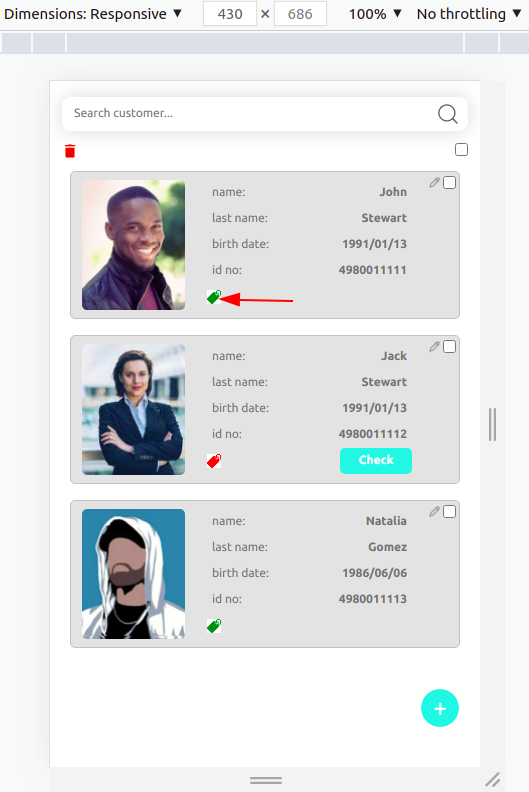 Dimensions: Responsive ▼ 430 × 686 100% ▼ No throttling ▼
Search customer...
name: John
last name: Stewart
birth date: 1991/01/13
id no: 4980011111
name: Jack
last name: Stewart
birth date: 1991/01/13
id no: 4980011112
Check
name: Natalia
last name: Gomez
birth date: 1986/06/06
id no: 4980011113
+